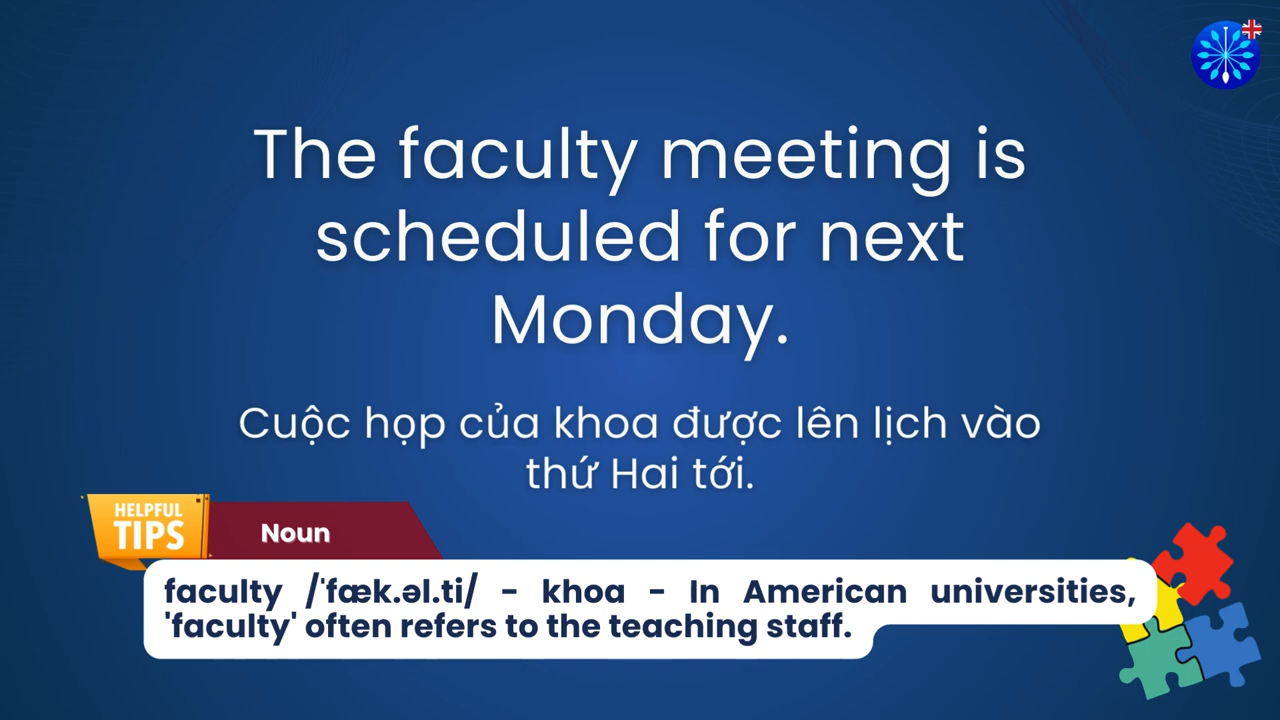 The faculty meeting is
scheduled for next
Monday.
Cuộc họp của khoa được lên lịch vào
thứ Hai tới.
HELPFUL
TIPS
Noun
faculty /ˈfæk.əl.ti/ - khoa - In American universities,
'faculty' often refers to the teaching staff.